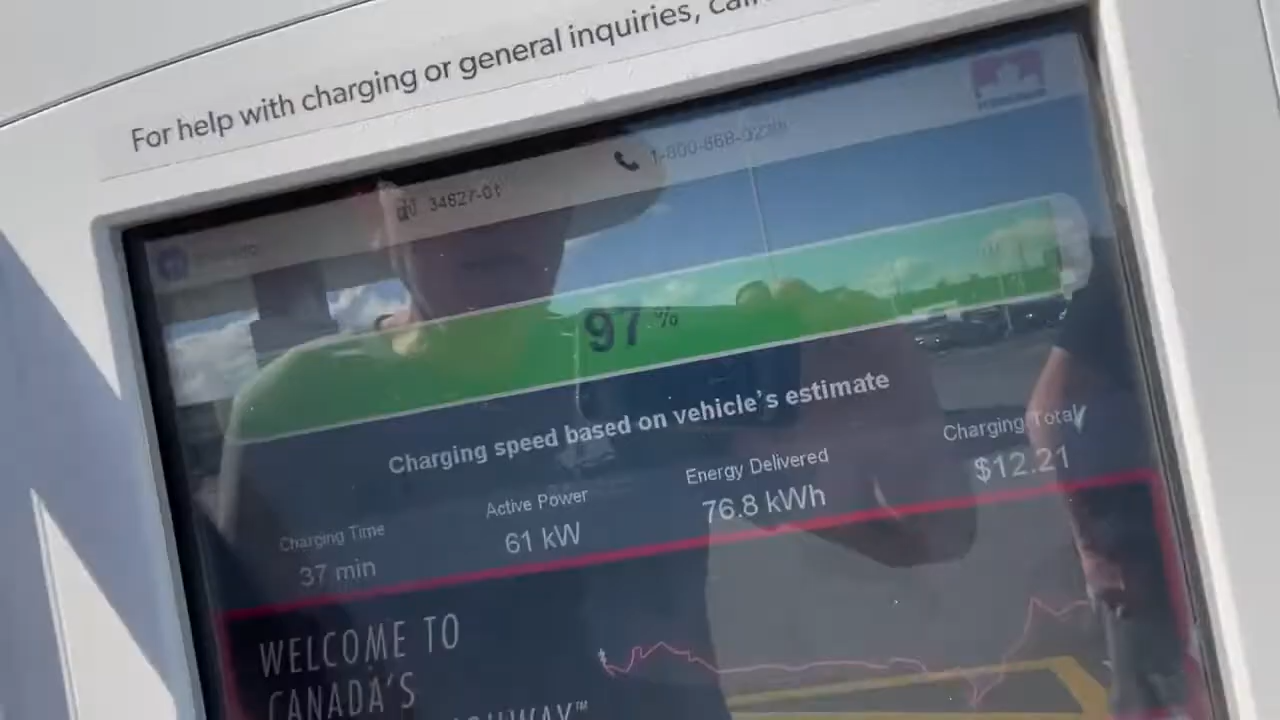 For help with charging or general inquiries, call
34827-01
1-800-668-0220
97 %
Charging speed based on vehicle's estimate
Charging Time
37 min
Active Power
61 kW
Energy Delivered
76.8 kWh
Charging Total
$12.21
WELCOME TO
CANADA'S